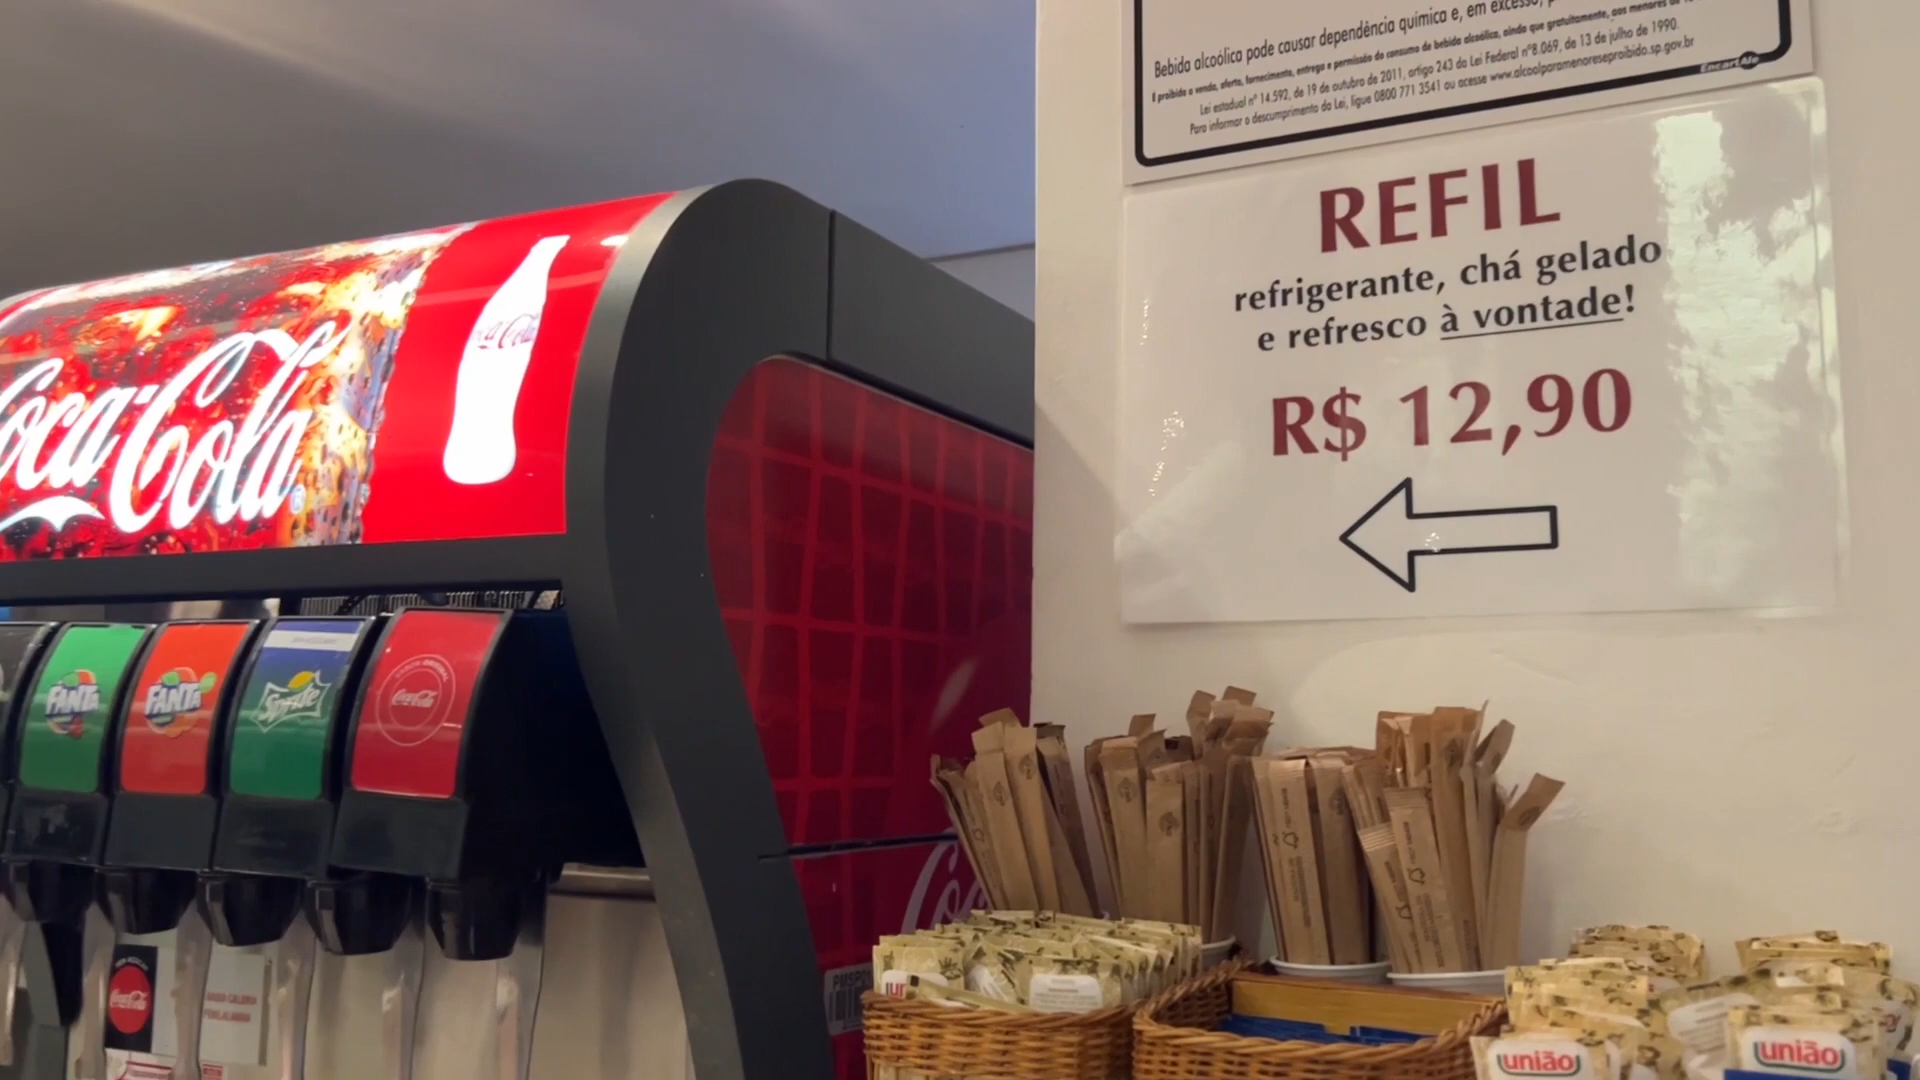 Bebida alcoólica pode causar dependência química e, em excesso,
É proibida a venda, oferta, fornecimento, entrega e permissão do consumo de bebida alcoólica, ainda que gratuitamente, aos menores de
Lei estadual nº 14.592, de 19 de outubro de 2011, artigo 243 da Lei Federal nº8.069, de 13 de julho de 1990.
Para informar o descumprimento da Lei, ligue 0800 771 3541 ou acesse www.alcoolparamenoreseproibido.sp.gov.br
REFIL
refrigerante, chá gelado
e refresco à vontade!
R$ 12,90
Coca-Cola
Coca-Cola
FANTA
FANTA
Sprite
Coca-Cola
Coca-Cola
união
união